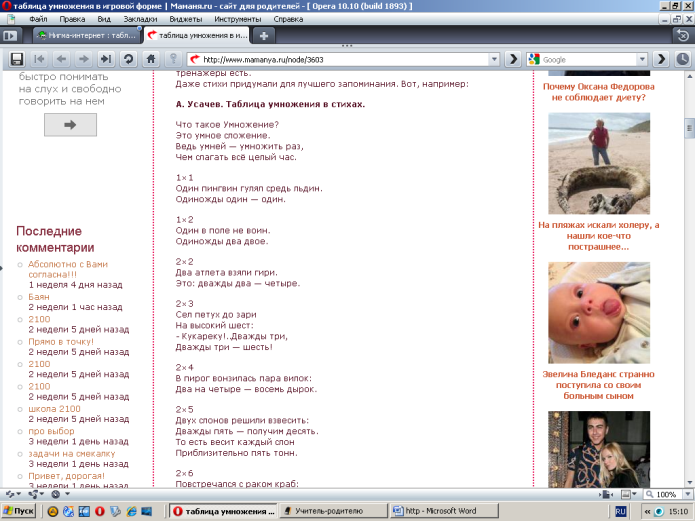 таблица умножения в игровой форме | Маманя.ru - сайт для родителей - [ Opera 10.10 (build 1893) ]
Файл Правка Вид Закладки Виджеты Инструменты Справка
Нигма-интернет : табл...
таблица умножения в и...
http://www.mamanya.ru/node/3603
Google
быстро понимать
на слух и свободно
говорить на нем
Последние
комментарии
Абсолютно с Вами
согласна!!!
1 неделя 4 дня назад
Баян
2 недели 1 час назад
2100
2 недели 5 дней назад
Прямо в точку!
2 недели 5 дней назад
2100
2 недели 5 дней назад
2100
2 недели 5 дней назад
школа 2100
2 недели 5 дней назад
про выбор
3 недели 1 день назад
задачи на смекалку
3 недели 1 день назад
Привет, дорогая!
3 недели 1 день назад
тренажеры есть.
Даже стихи придумали для лучшего запоминания. Вот, например:
А. Усачев. Таблица умножения в стихах.
Что такое Умножение?
Это умное сложение.
Ведь умней — умножить раз,
Чем слагать всё целый час.
1×1
Один пингвин гулял средь льдин.
Одиножды один — один.
1×2
Один в поле не воин.
Одиножды два двое.
2×2
Два атлета взяли гири.
Это: дважды два — четыре.
2×3
Сел петух до зари
На высокий шест:
- Кукареку!..Дважды три,
Дважды три — шесть!
2×4
В пирог вонзилась пара вилок:
Два на четыре — восемь дырок.
2×5
Двух слонов решили взвесить:
Дважды пять — получим десять.
То есть весит каждый слон
Приблизительно пять тонн.
2×6
Повстречался с раком краб:
Почему Оксана Федорова
не соблюдает диету?
На пляжах искали холеру, а
нашли кое-что
пострашнее...
Эвелина Бледанс странно
поступила со своим
больным сыном
100%
Пуск
таблица умножения ...
Учитель-родителю
http - Microsoft Word
RU
15:10